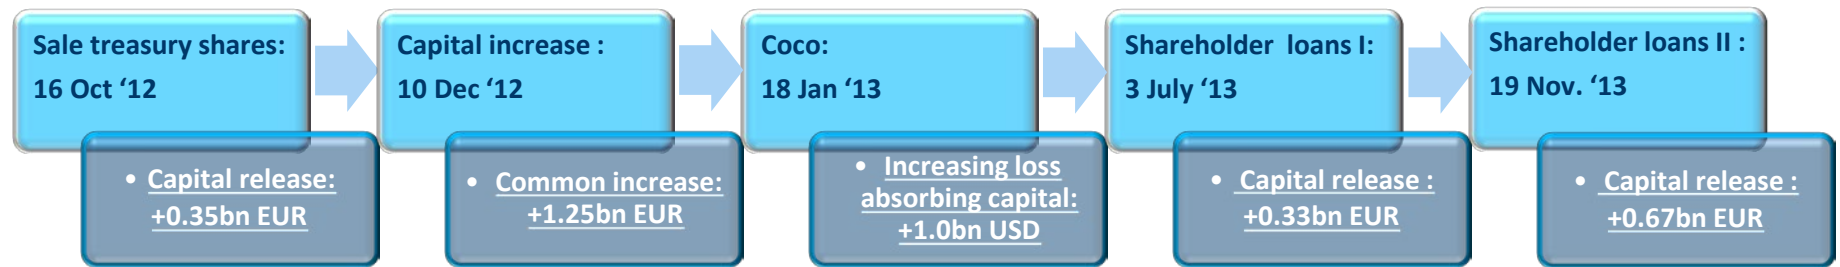 Sale treasury shares:
16 Oct ‘12
• Capital release:
+0.35bn EUR
Capital increase :
10 Dec ‘12
• Common increase:
+1.25bn EUR
Coco:
18 Jan ‘13
• Increasing loss
absorbing capital:
+1.0bn USD
Shareholder loans I:
3 July ‘13
• Capital release :
+0.33bn EUR
Shareholder loans II :
19 Nov. ‘13
• Capital release :
+0.67bn EUR